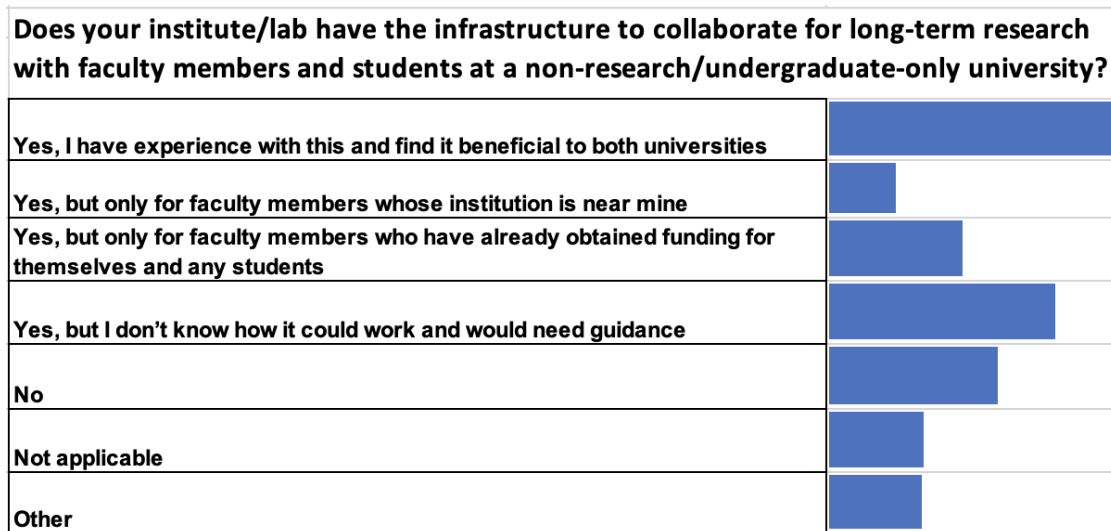 Does your institute/lab have the infrastructure to collaborate for long-term research
with faculty members and students at a non-research/undergraduate-only university?
Yes, I have experience with this and find it beneficial to both universities
Yes, but only for faculty members whose institution is near mine
Yes, but only for faculty members who have already obtained funding for
themselves and any students
Yes, but I don’t know how it could work and would need guidance
No
Not applicable
Other